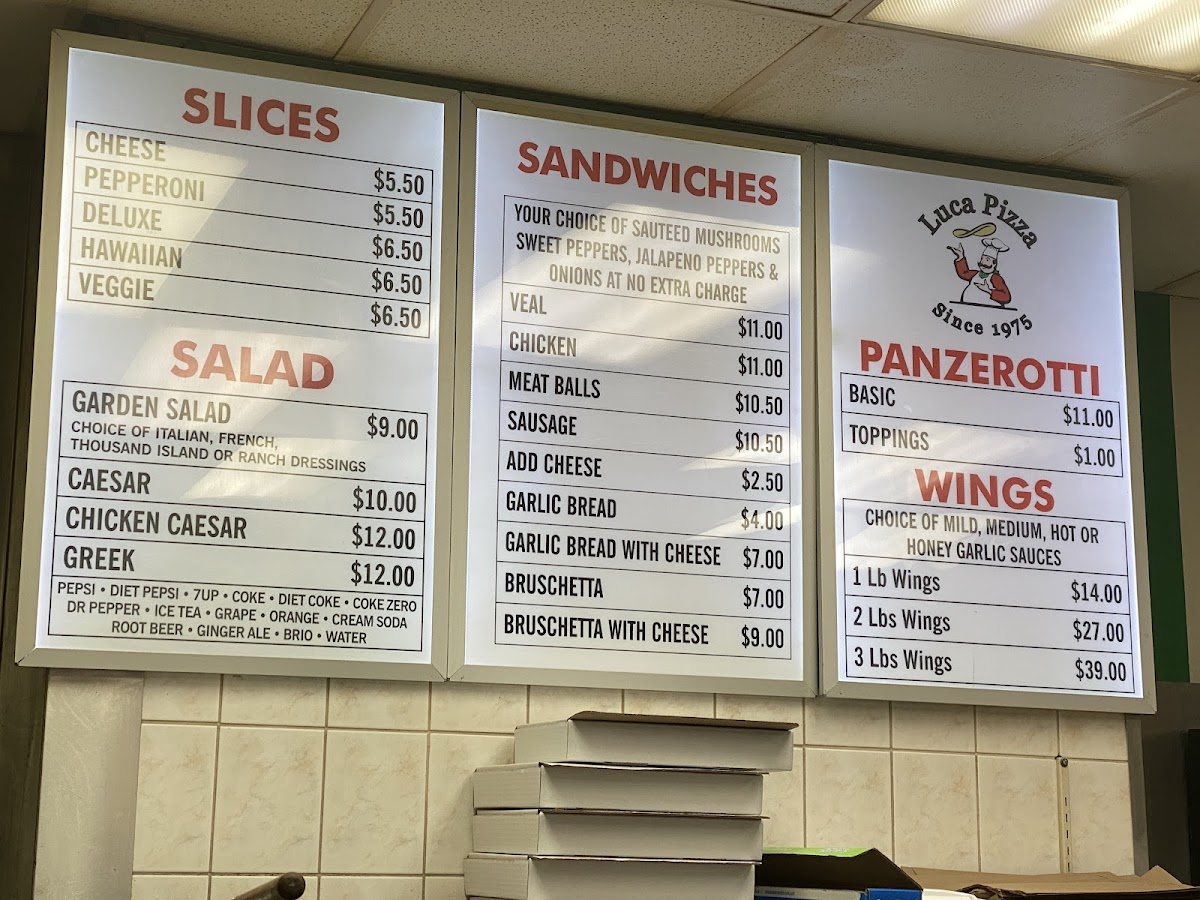 SLICES
CHEESE $5.50
PEPPERONI $5.50
DELUXE $6.50
HAWAIIAN $6.50
VEGGIE $6.50
SALAD
GARDEN SALAD $9.00
CHOICE OF ITALIAN, FRENCH,
THOUSAND ISLAND OR RANCH DRESSINGS
CAESAR $10.00
CHICKEN CAESAR $12.00
GREEK $12.00
PEPSI • DIET PEPSI • 7UP • COKE • DIET COKE • COKE ZERO
DR PEPPER • ICE TEA • GRAPE • ORANGE • CREAM SODA
ROOT BEER • GINGER ALE • BRIO • WATER
SANDWICHES
YOUR CHOICE OF SAUTEED MUSHROOMS
SWEET PEPPERS, JALAPENO PEPPERS &
ONIONS AT NO EXTRA CHARGE
VEAL $11.00
CHICKEN $11.00
MEAT BALLS $10.50
SAUSAGE $10.50
ADD CHEESE $2.50
GARLIC BREAD $4.00
GARLIC BREAD WITH CHEESE $7.00
BRUSCHETTA $7.00
BRUSCHETTA WITH CHEESE $9.00
Luca Pizza
Since 1975
PANZEROTTI
BASIC $11.00
TOPPINGS $1.00
WINGS
CHOICE OF MILD, MEDIUM, HOT OR
HONEY GARLIC SAUCES
1 Lb Wings $14.00
2 Lbs Wings $27.00
3 Lbs Wings $39.00